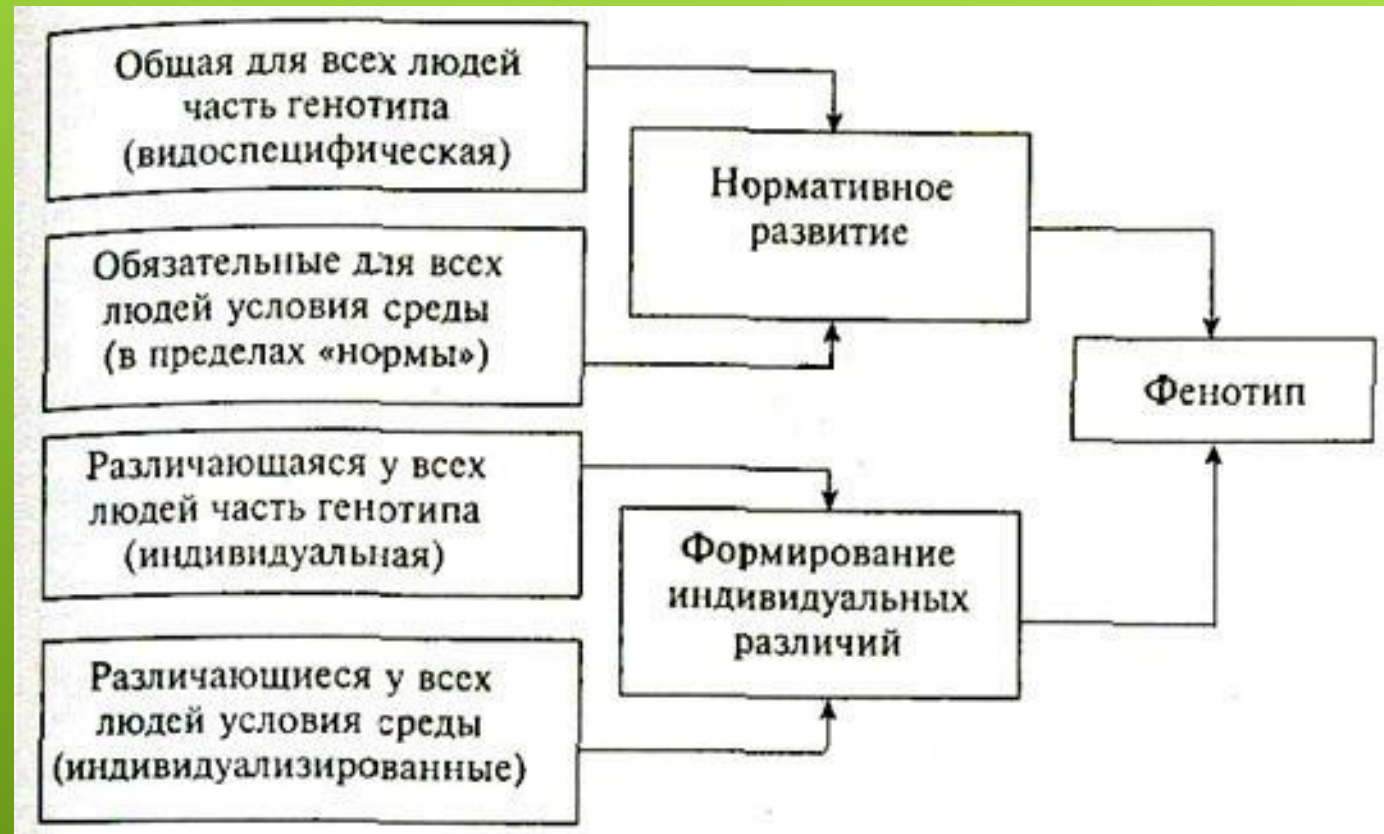 Общая для всех людей
часть генотипа
(видоспецифическая)
Нормативное
развитие
Обязательные для всех
людей условия среды
(в пределах «нормы»)
Фенотип
Различающаяся у всех
людей часть генотипа
(индивидуальная)
Формирование
индивидуальных
различий
Различающиеся у всех
людей условия среды
(индивидуализированные)